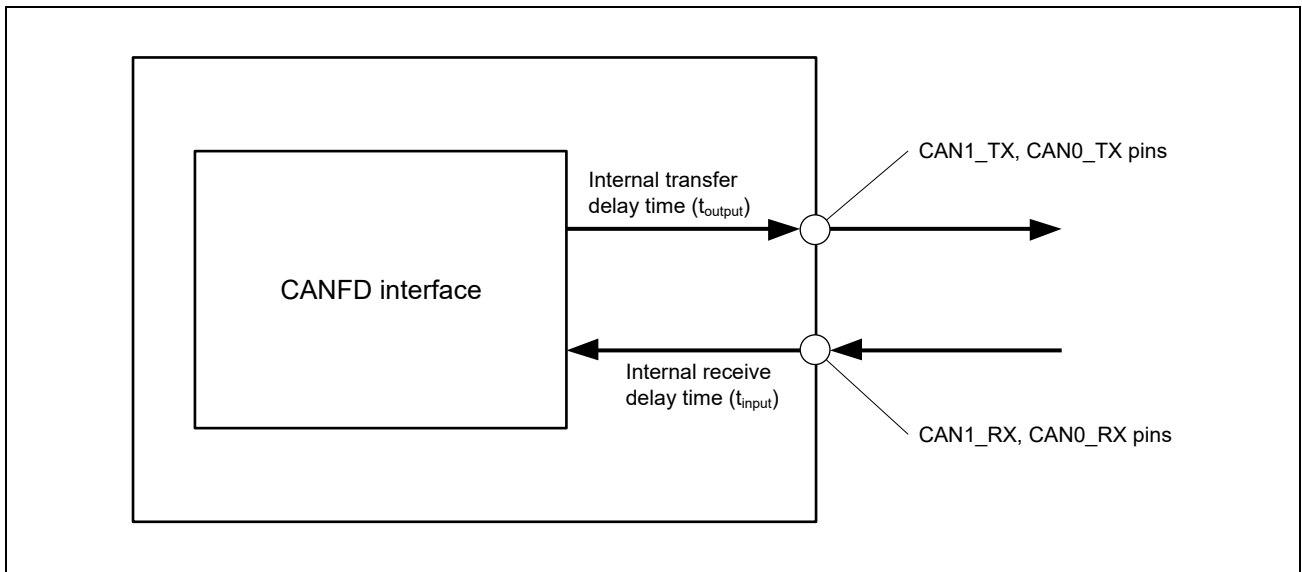 Internal transfer
delay time (toutput)
CAN1_TX, CAN0_TX pins
CANFD interface
Internal receive
delay time (tinput)
CAN1_RX, CAN0_RX pins